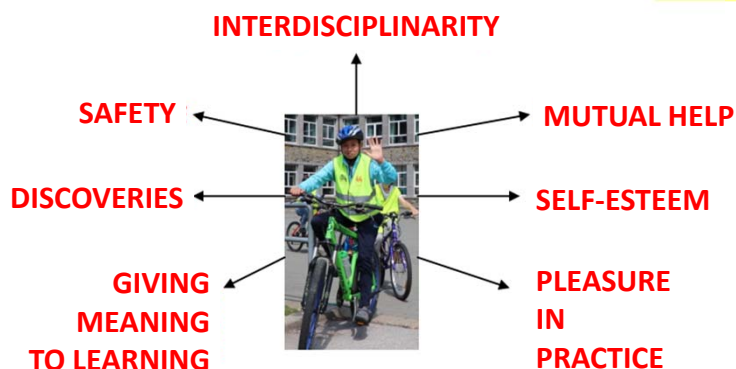 INTERDISCIPLINARITY
SAFETY
MUTUAL HELP
DISCOVERIES
SELF-ESTEEM
GIVING
MEANING
TO LEARNING
PLEASURE
IN
PRACTICE